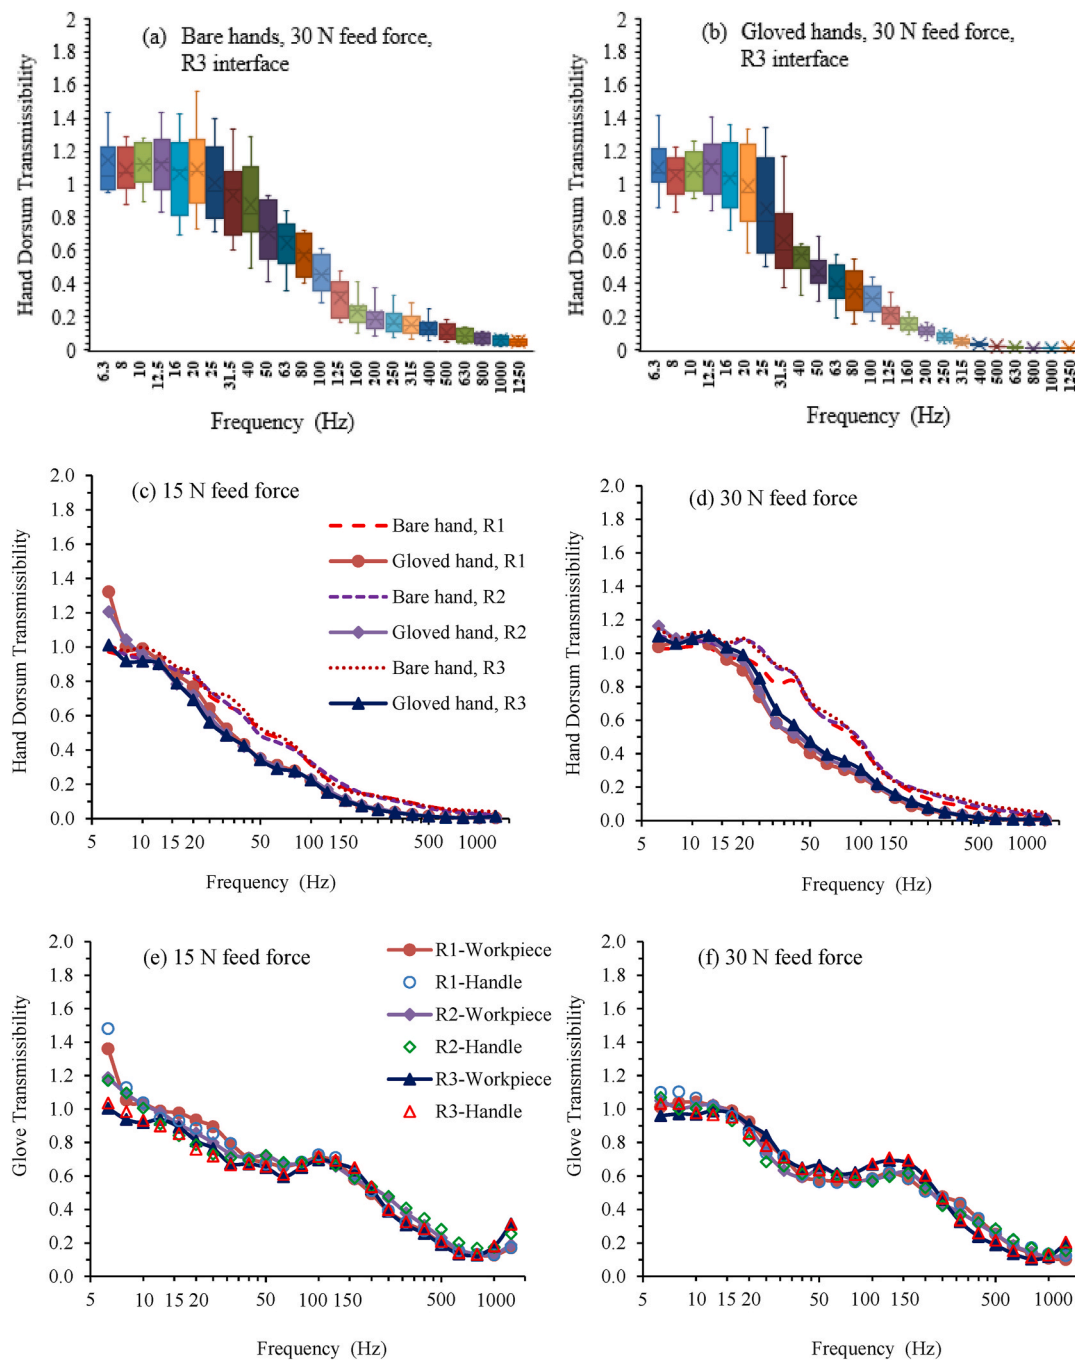 (a) Bare hands, 30 N feed force,
R3 interface
Hand Dorsum Transmissibility
2
1.8
1.6
1.4
1.2
1
0.8
0.6
0.4
0.2
0
6.3 8 10 12.5 16 20 25 31.5 40 50 63 80 100 125 160 200 250 315 400 500 630 800 1000 1250
Frequency (Hz)
(b) Gloved hands, 30 N feed force,
R3 interface
Hand Dorsum Transmissibility
2
1.8
1.6
1.4
1.2
1
0.8
0.6
0.4
0.2
0
6.3 8 10 12.5 16 20 25 31.5 40 50 63 80 100 125 160 200 250 315 400 500 630 800 1000 1250
Frequency (Hz)
(c) 15 N feed force
Hand Dorsum Transmissibility
2.0
1.8
1.6
1.4
1.2
1.0
0.8
0.6
0.4
0.2
0.0
Bare hand, R1
Gloved hand, R1
Bare hand, R2
Gloved hand, R2
Bare hand, R3
Gloved hand, R3
5 10 15 20 50 100 150 500 1000
Frequency (Hz)
(d) 30 N feed force
Hand Dorsum Transmissibility
2.0
1.8
1.6
1.4
1.2
1.0
0.8
0.6
0.4
0.2
0.0
5 10 15 20 50 100 150 500 1000
Frequency (Hz)
(e) 15 N feed force
Glove Transmissibility
2.0
1.8
1.6
1.4
1.2
1.0
0.8
0.6
0.4
0.2
0.0
R1-Workpiece
R1-Handle
R2-Workpiece
R2-Handle
R3-Workpiece
R3-Handle
5 10 15 20 50 100 150 500 1000
Frequency (Hz)
(f) 30 N feed force
Glove Transmissibility
2.0
1.8
1.6
1.4
1.2
1.0
0.8
0.6
0.4
0.2
0.0
5 10 15 20 50 100 150 500 1000
Frequency (Hz)